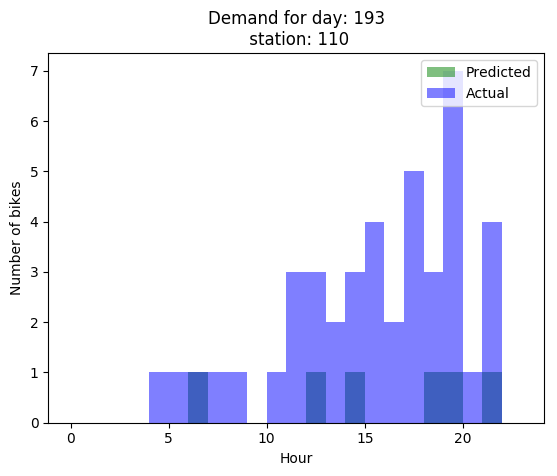 Demand for day: 193
station: 110
Predicted
Actual
Number of bikes
7
6
5
4
3
2
1
0
0 5 10 15 20
Hour